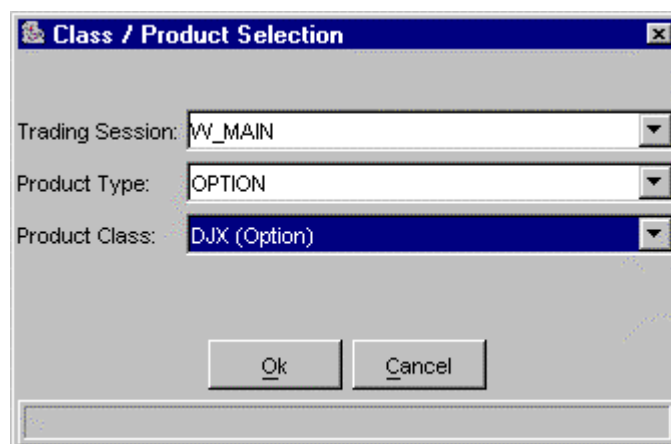 Class / Product Selection
Trading Session: W_MAIN
Product Type: OPTION
Product Class: DJX (Option)
Ok Cancel